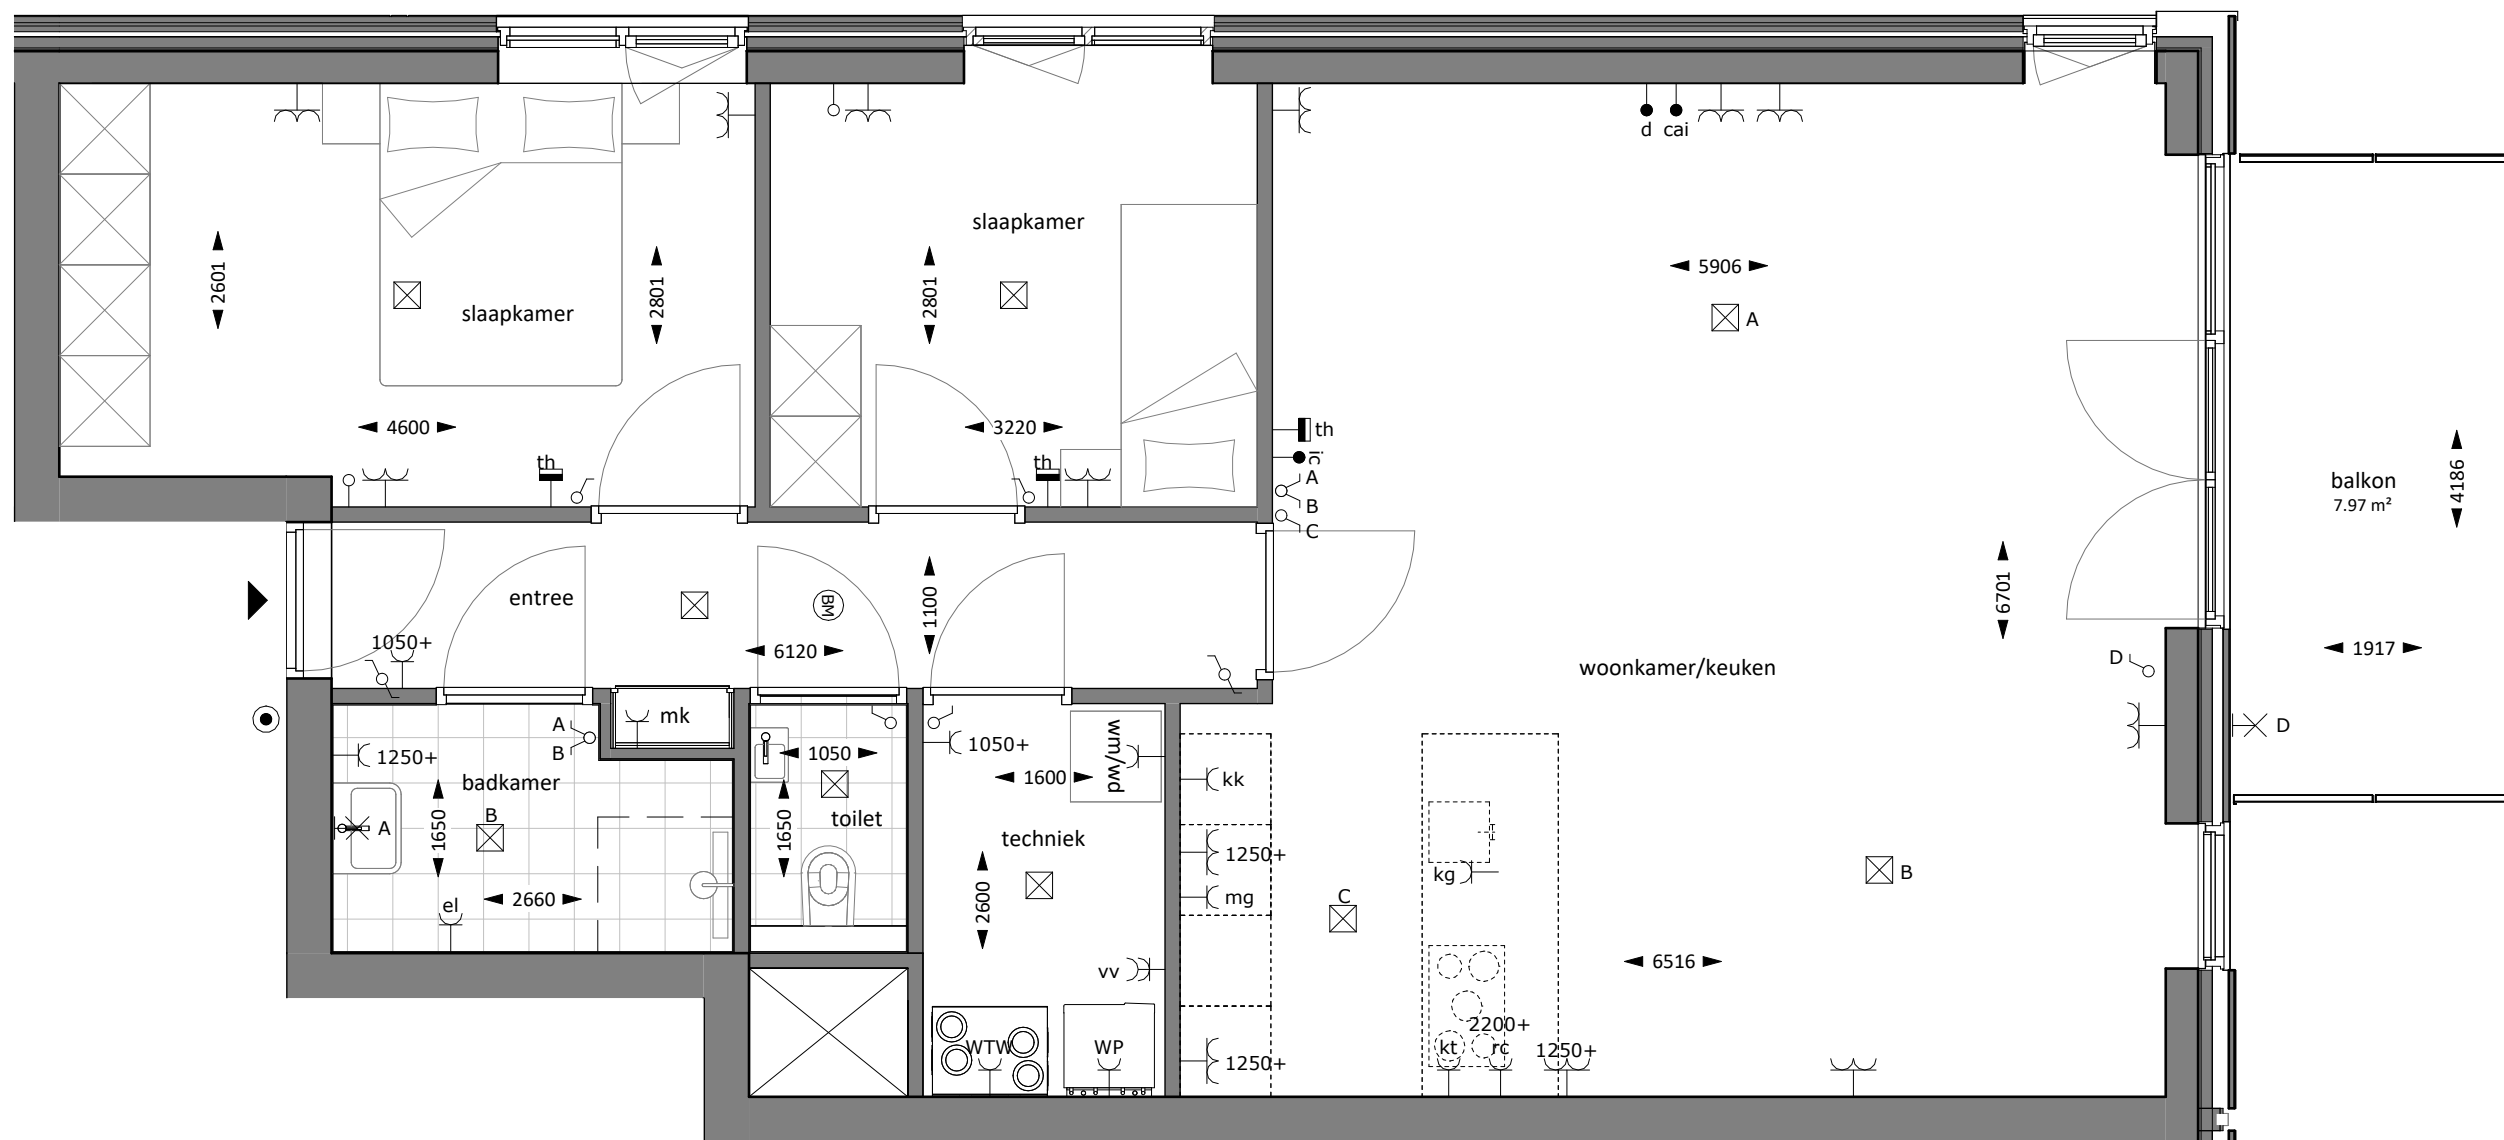 d
cai
slaapkamer
5906
2601
2801
2801
slaapkamer
A
4600
3220
th
th
th
ic
A
B
C
balkon
7.97 m²
4186
entree
BM
1100
6701
1050+
6120
woonkamer/keuken
1917
D
mk
A
B
1250+
1050
1050+
wm/wd
D
badkamer
1600
kk
1650
1650
B
A
toilet
techniek
1250+
kg
B
el
2660
2600
mg
C
vv
6516
2200+
WTW
WP
kt
rc
1250+
1250+